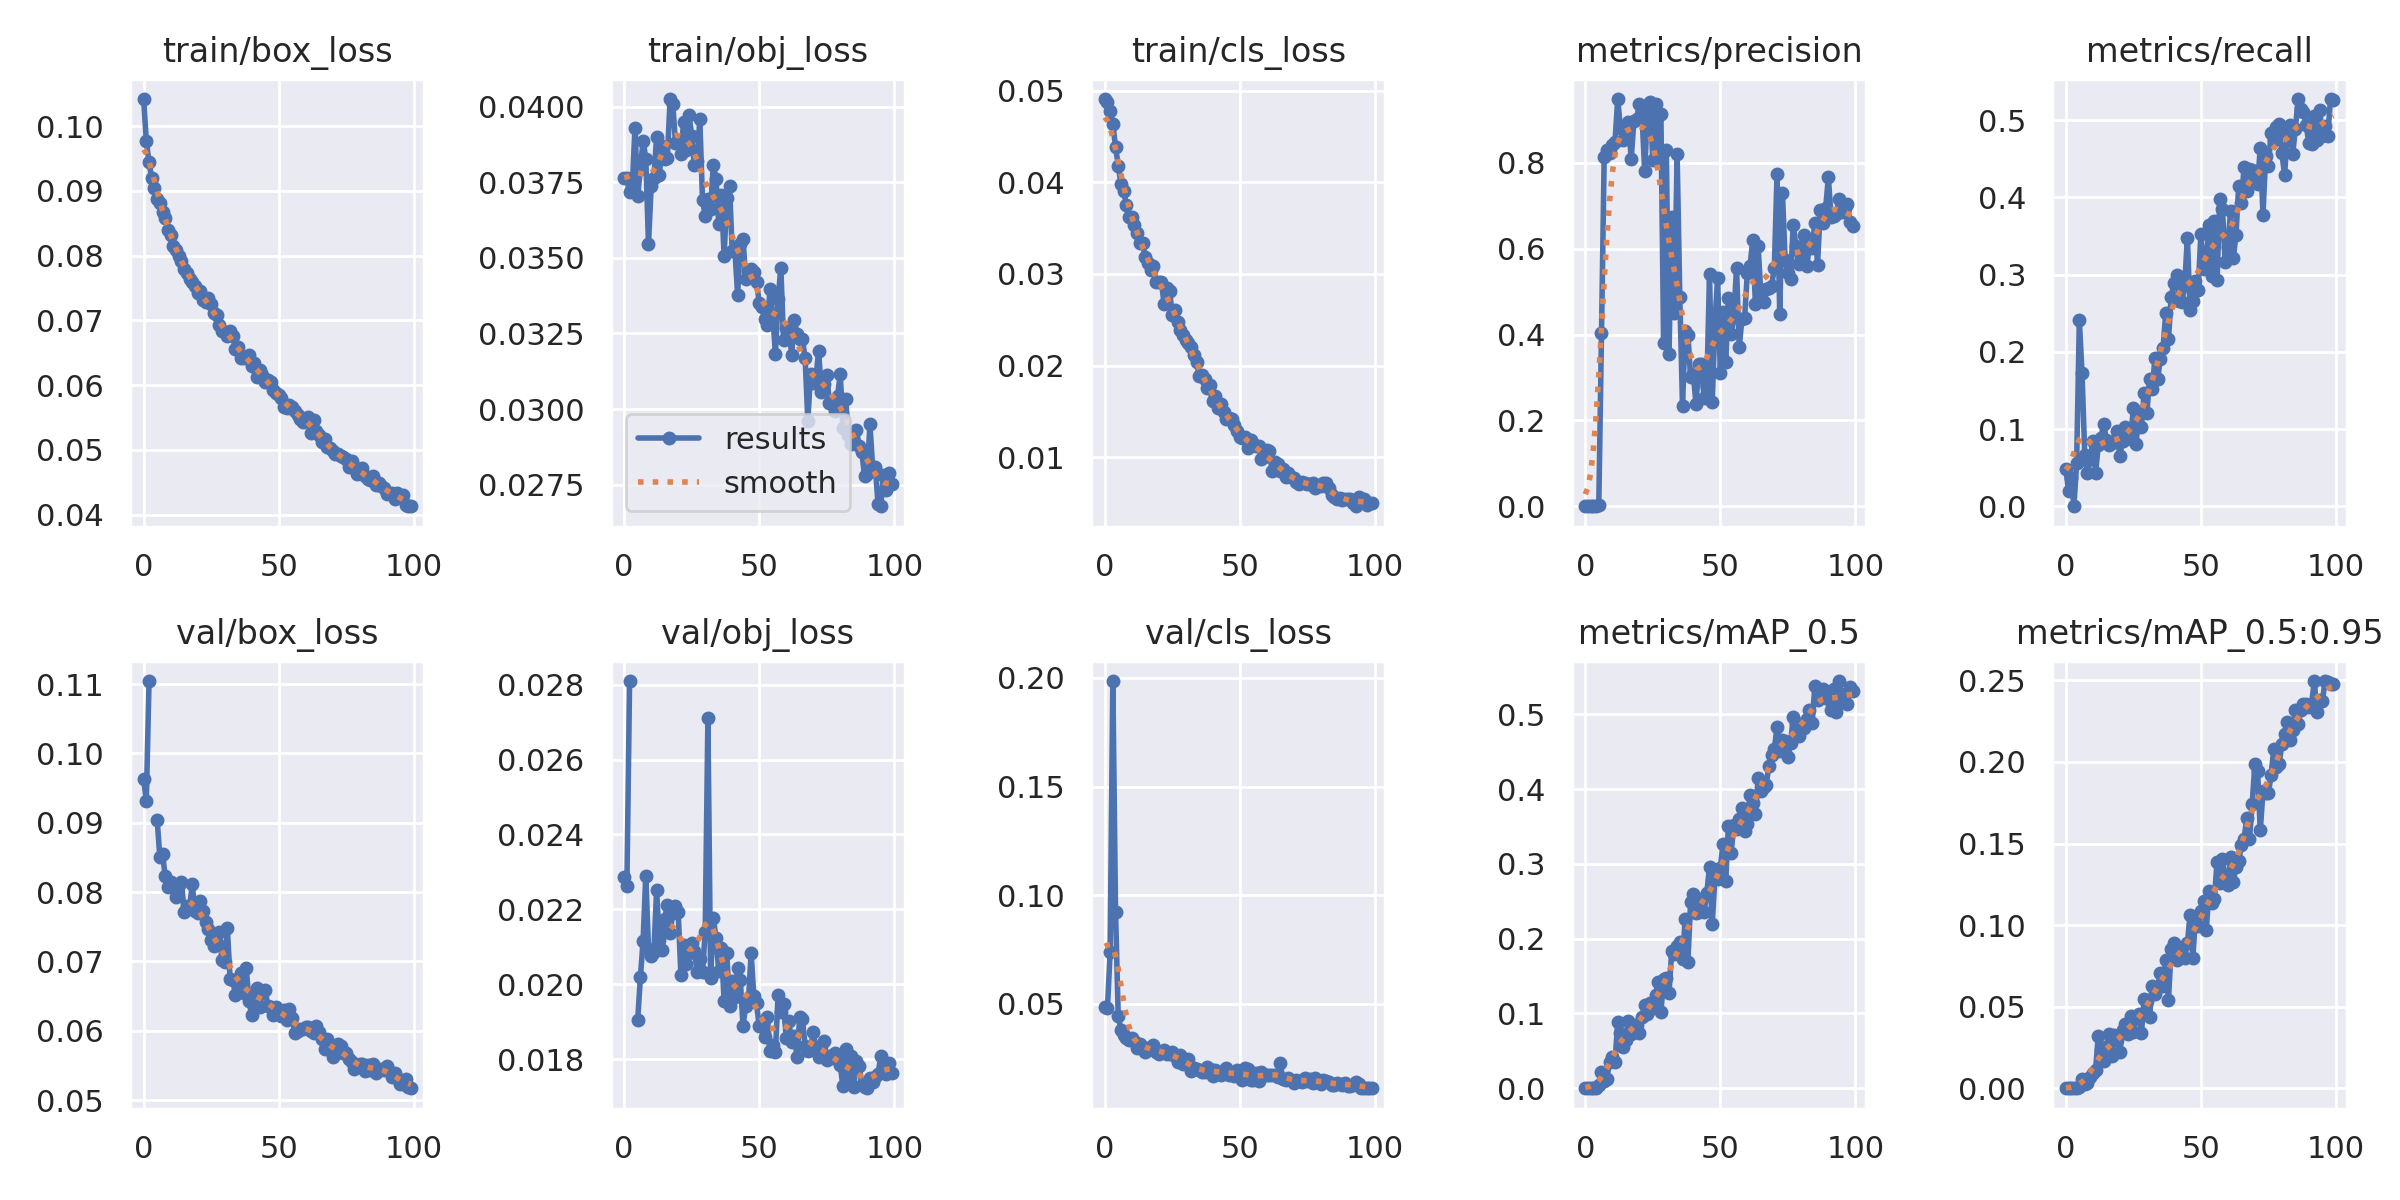 train/box_loss
train/obj_loss
train/cls_loss
metrics/precision
metrics/recall
0.10
0.09
0.08
0.07
0.06
0.05
0.04
0 50 100
0.0400
0.0375
0.0350
0.0325
0.0300
0.0275
results
smooth
0 50 100
0.05
0.04
0.03
0.02
0.01
0 50 100
0.8
0.6
0.4
0.2
0.0
0 50 100
0.5
0.4
0.3
0.2
0.1
0.0
0 50 100
val/box_loss
val/obj_loss
val/cls_loss
metrics/mAP_0.5
metrics/mAP_0.5:0.95
0.11
0.10
0.09
0.08
0.07
0.06
0.05
0 50 100
0.028
0.026
0.024
0.022
0.020
0.018
0 50 100
0.20
0.15
0.10
0.05
0 50 100
0.5
0.4
0.3
0.2
0.1
0.0
0 50 100
0.25
0.20
0.15
0.10
0.05
0.00
0 50 100